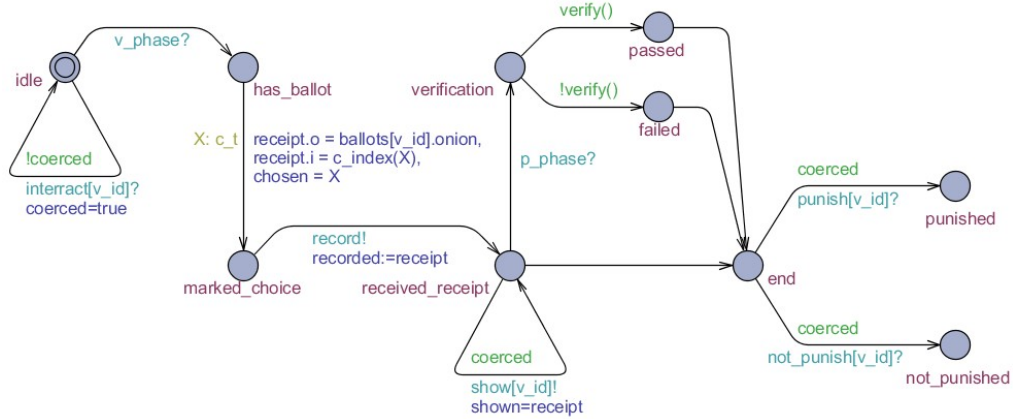 verify()
v_phase?
passed
idle
has_ballot
verification
!verify()
failed
X: c_t
receipt.o = ballots[v_id].onion,
receipt.i = c_index(X),
chosen = X
!coerced
interract[v_id]?
coerced=true
p_phase?
coerced
punish[v_id]?
punished
record!
recorded:=receipt
marked_choice
received_receipt
end
coerced
show[v_id]!
shown=receipt
coerced
not_punish[v_id]?
not_punished